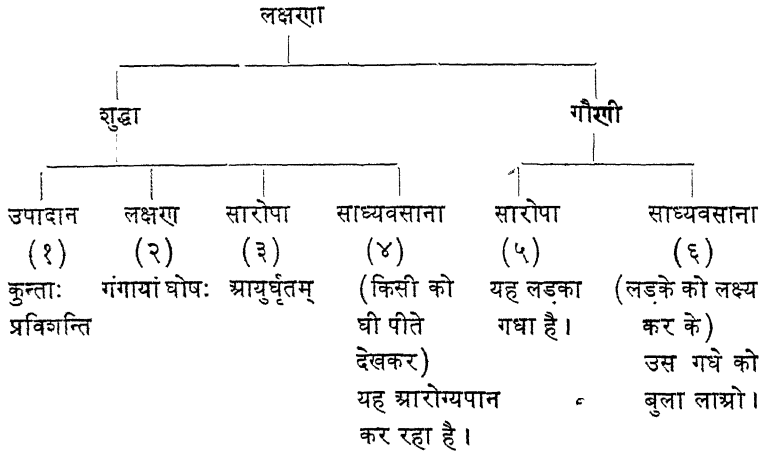 लक्षणा
शुद्धा गौणी
उपादान लक्षण सारोपा साध्यवसाना सारोपा साध्यवसाना
(१) (२) (३) (४) (५) (६)
कुन्ताः गंगायां घोषः आयुर्घृतम् (किसी को यह लड़का (लड़के को लक्ष्य
प्रविशन्ति घी पीते गधा है। कर के)
देखकर) उस गधे को
यह आरोग्यपान बुला लाओ।
कर रहा है।